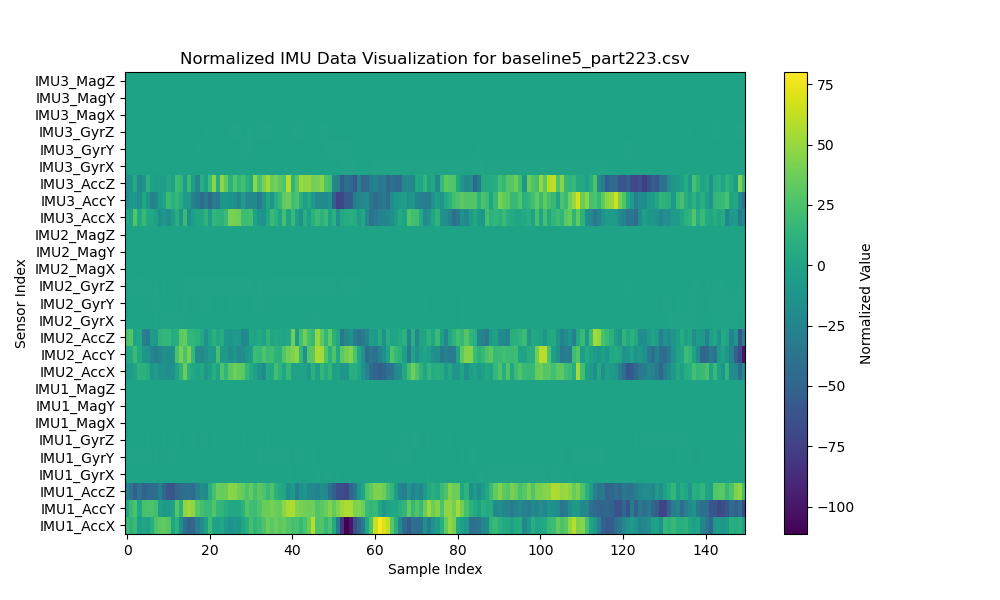 Normalized IMU Data Visualization for baseline5_part223.csv
IMU3_MagZ
IMU3_MagY
IMU3_MagX
IMU3_GyrZ
IMU3_GyrY
IMU3_GyrX
IMU3_AccZ
IMU3_AccY
IMU3_AccX
IMU2_MagZ
IMU2_MagY
IMU2_MagX
IMU2_GyrZ
IMU2_GyrY
IMU2_GyrX
IMU2_AccZ
IMU2_AccY
IMU2_AccX
IMU1_MagZ
IMU1_MagY
IMU1_MagX
IMU1_GyrZ
IMU1_GyrY
IMU1_GyrX
IMU1_AccZ
IMU1_AccY
IMU1_AccX
Sensor Index
0 20 40 60 80 100 120 140
Sample Index
75
50
25
0
−25
−50
−75
−100
Normalized Value